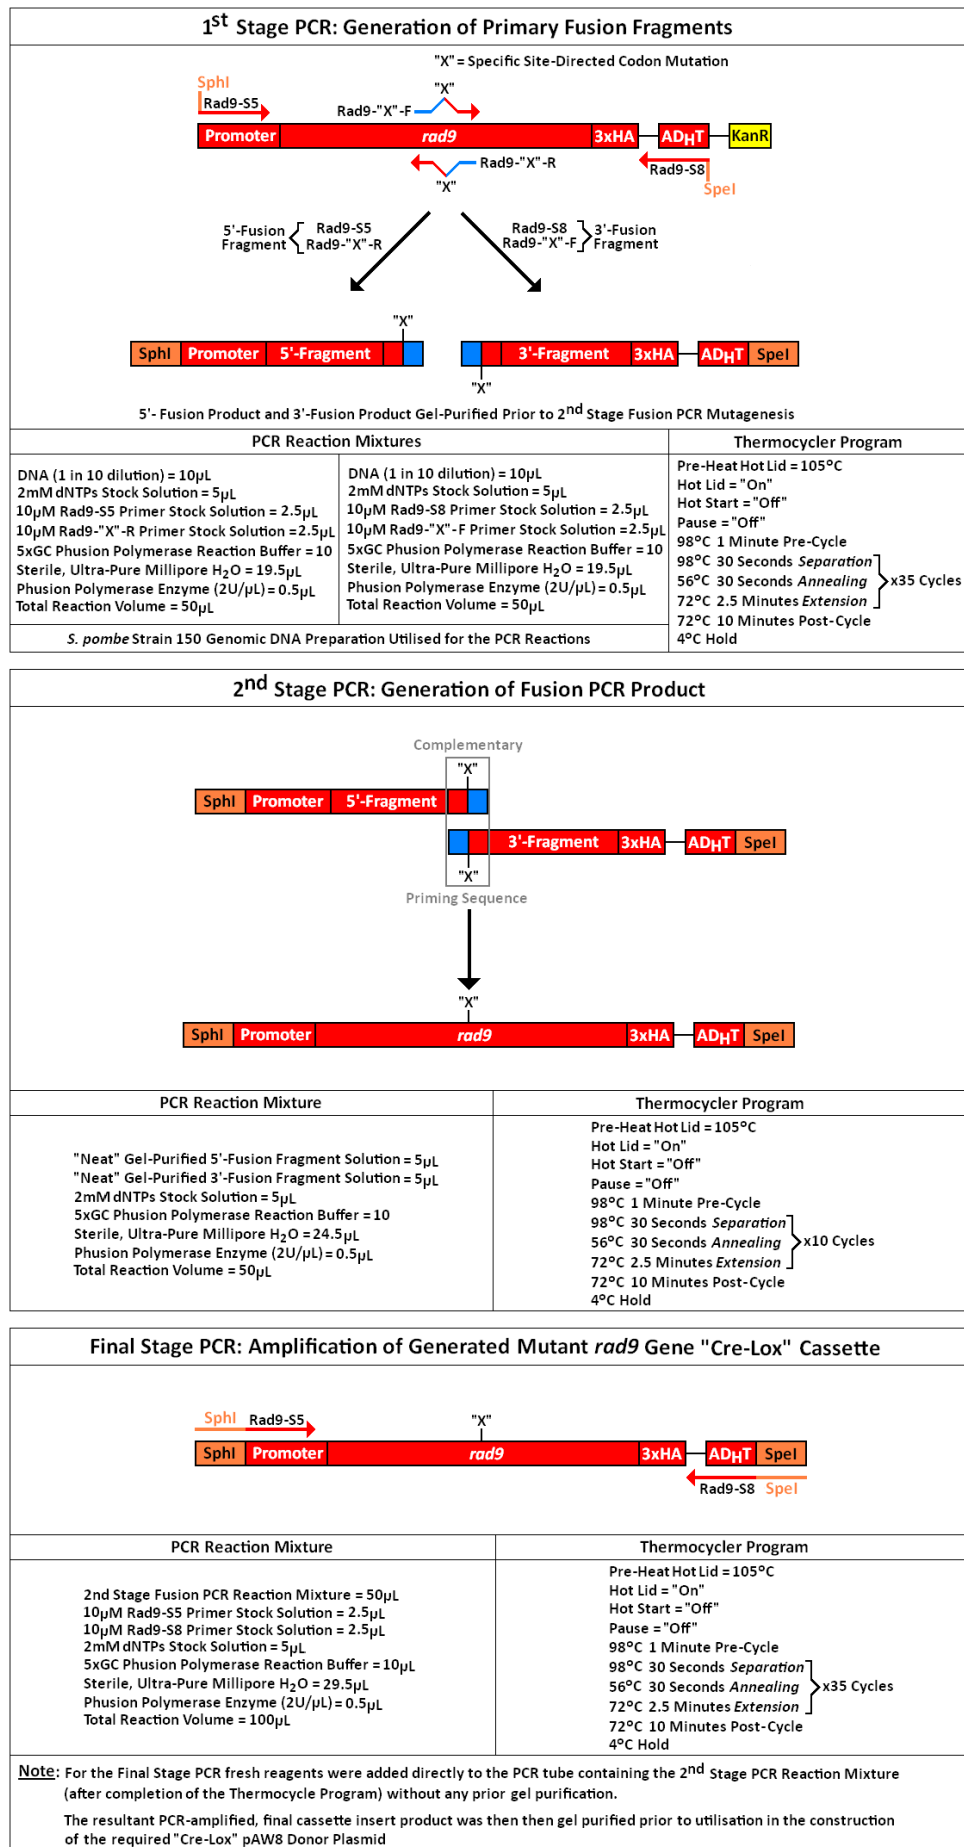 1st Stage PCR: Generation of Primary Fusion Fragments
"X" = Specific Site-Directed Codon Mutation
SphI
"X"
Rad9-S5
Rad9-"X"-F
Promoter rad9 3xHA ADHT KanR
Rad9-"X"-R
Rad9-S8
"X"
SpeI
5'-Fusion Fragment
Rad9-S5
Rad9-"X"-R
Rad9-S8
Rad9-"X"-F
3'-Fusion Fragment
"X"
SphI Promoter 5'-Fragment
3'-Fragment 3xHA ADHT SpeI
"X"
5'- Fusion Product and 3'-Fusion Product Gel-Purified Prior to 2nd Stage Fusion PCR Mutagenesis
PCR Reaction Mixtures
DNA (1 in 10 dilution) = 10µL
2mM dNTPs Stock Solution = 5µL
10µM Rad9-S5 Primer Stock Solution = 2.5µL
10µM Rad9-"X"-R Primer Stock Solution = 2.5µL
5xGC Phusion Polymerase Reaction Buffer = 10
Sterile, Ultra-Pure Millipore H2O = 19.5µL
Phusion Polymerase Enzyme (2U/µL) = 0.5µL
Total Reaction Volume = 50µL
DNA (1 in 10 dilution) = 10µL
2mM dNTPs Stock Solution = 5µL
10µM Rad9-S8 Primer Stock Solution = 2.5µL
10µM Rad9-"X"-F Primer Stock Solution = 2.5µL
5xGC Phusion Polymerase Reaction Buffer = 10
Sterile, Ultra-Pure Millipore H2O = 19.5µL
Phusion Polymerase Enzyme (2U/µL) = 0.5µL
Total Reaction Volume = 50µL
S. pombe Strain 150 Genomic DNA Preparation Utilised for the PCR Reactions
Thermocycler Program
Pre-Heat Hot Lid = 105°C
Hot Lid = "On"
Hot Start = "Off"
Pause = "Off"
98°C 1 Minute Pre-Cycle
98°C 30 Seconds Separation
56°C 30 Seconds Annealing
72°C 2.5 Minutes Extension
x35 Cycles
72°C 10 Minutes Post-Cycle
4°C Hold
2nd Stage PCR: Generation of Fusion PCR Product
Complementary
"X"
SphI Promoter 5'-Fragment
3'-Fragment 3xHA ADHT SpeI
"X"
Priming Sequence
"X"
SphI Promoter rad9 3xHA ADHT SpeI
PCR Reaction Mixture
"Neat" Gel-Purified 5'-Fusion Fragment Solution = 5µL
"Neat" Gel-Purified 3'-Fusion Fragment Solution = 5µL
2mM dNTPs Stock Solution = 5µL
5xGC Phusion Polymerase Reaction Buffer = 10
Sterile, Ultra-Pure Millipore H2O = 24.5µL
Phusion Polymerase Enzyme (2U/µL) = 0.5µL
Total Reaction Volume = 50µL
Thermocycler Program
Pre-Heat Hot Lid = 105°C
Hot Lid = "On"
Hot Start = "Off"
Pause = "Off"
98°C 1 Minute Pre-Cycle
98°C 30 Seconds Separation
56°C 30 Seconds Annealing
72°C 2.5 Minutes Extension
x10 Cycles
72°C 10 Minutes Post-Cycle
4°C Hold
Final Stage PCR: Amplification of Generated Mutant rad9 Gene "Cre-Lox" Cassette
SphI Rad9-S5
"X"
SphI Promoter rad9 3xHA ADHT SpeI
Rad9-S8 SpeI
PCR Reaction Mixture
2nd Stage Fusion PCR Reaction Mixture = 50µL
10µM Rad9-S5 Primer Stock Solution = 2.5µL
10µM Rad9-S8 Primer Stock Solution = 2.5µL
2mM dNTPs Stock Solution = 5µL
5xGC Phusion Polymerase Reaction Buffer = 10µL
Sterile, Ultra-Pure Millipore H2O = 29.5µL
Phusion Polymerase Enzyme (2U/µL) = 0.5µL
Total Reaction Volume = 100µL
Thermocycler Program
Pre-Heat Hot Lid = 105°C
Hot Lid = "On"
Hot Start = "Off"
Pause = "Off"
98°C 1 Minute Pre-Cycle
98°C 30 Seconds Separation
56°C 30 Seconds Annealing
72°C 2.5 Minutes Extension
x35 Cycles
72°C 10 Minutes Post-Cycle
4°C Hold
Note: For the Final Stage PCR fresh reagents were added directly to the PCR tube containing the 2nd Stage PCR Reaction Mixture
(after completion of the Thermocycle Program) without any prior gel purification.
The resultant PCR-amplified, final cassette insert product was then then gel purified prior to utilisation in the construction
of the required "Cre-Lox" pAW8 Donor Plasmid